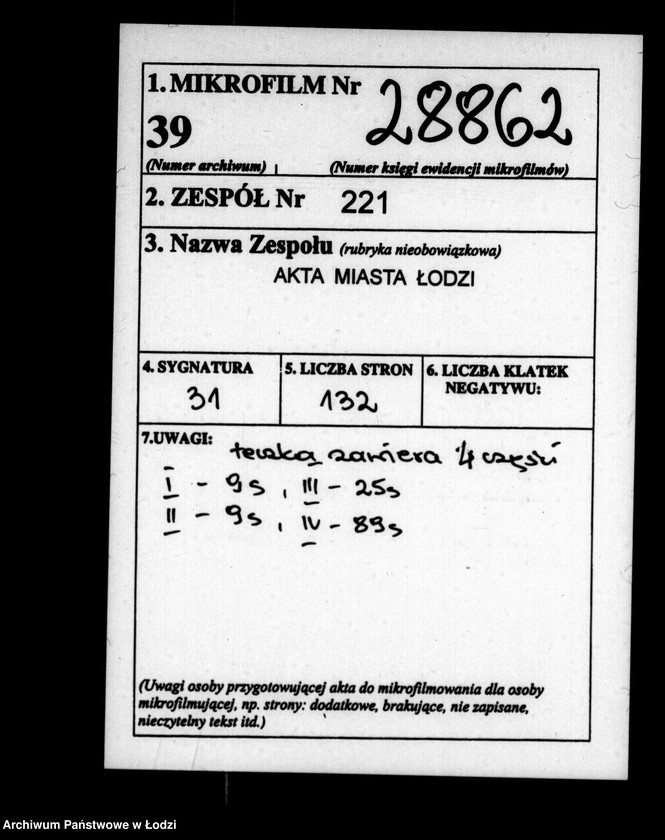 1. MIKROFILM Nr 28862
39
(Numer archiwum) (Numer księgi ewidencji mikrofilmów)
2. ZESPÓŁ Nr 221
3. Nazwa Zespołu (rubryka nieobowiązkowa)
AKTA MIASTA ŁODZI
4. SYGNATURA 5. LICZBA STRON 6. LICZBA KLATEK
NEGATYWU:
31 132
7.UWAGI: teczka zawiera 4 części
I - 9s, III - 25s
II - 9s, IV - 89s
(Uwagi osoby przygotowującej akta do mikrofilmowania dla osoby
mikrofilmującej, np. strony: dodatkowe, brakujące, nie zapisane,
nieczytelny tekst itd.)
Archiwum Państwowe w Łodzi